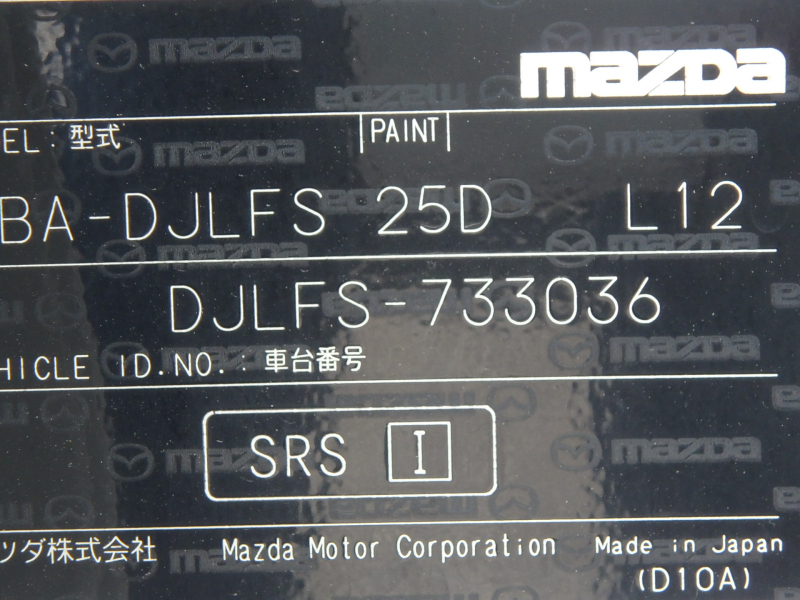 mazda
EL : 型式 PAINT
BA-DJLFS 25D L12
DJLFS-733036
HICLE ID.NO. : 車台番号
SRS I
ツダ株式会社 Mazda Motor Corporation Made in Japan
(D10A)